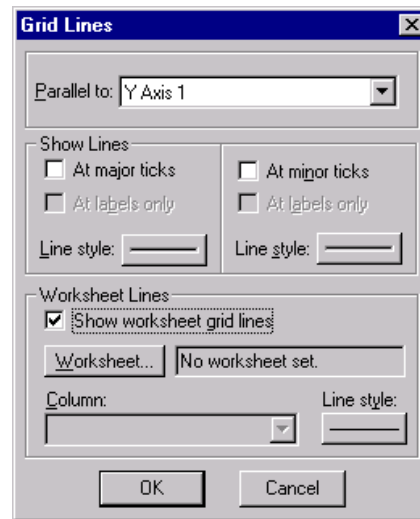 Grid Lines
Parallel to: Y Axis 1
Show Lines
At major ticks
At labels only
Line style:
At minor ticks
At labels only
Line style:
Worksheet Lines
Show worksheet grid lines
Worksheet... No worksheet set.
Column: Line style:
OK Cancel